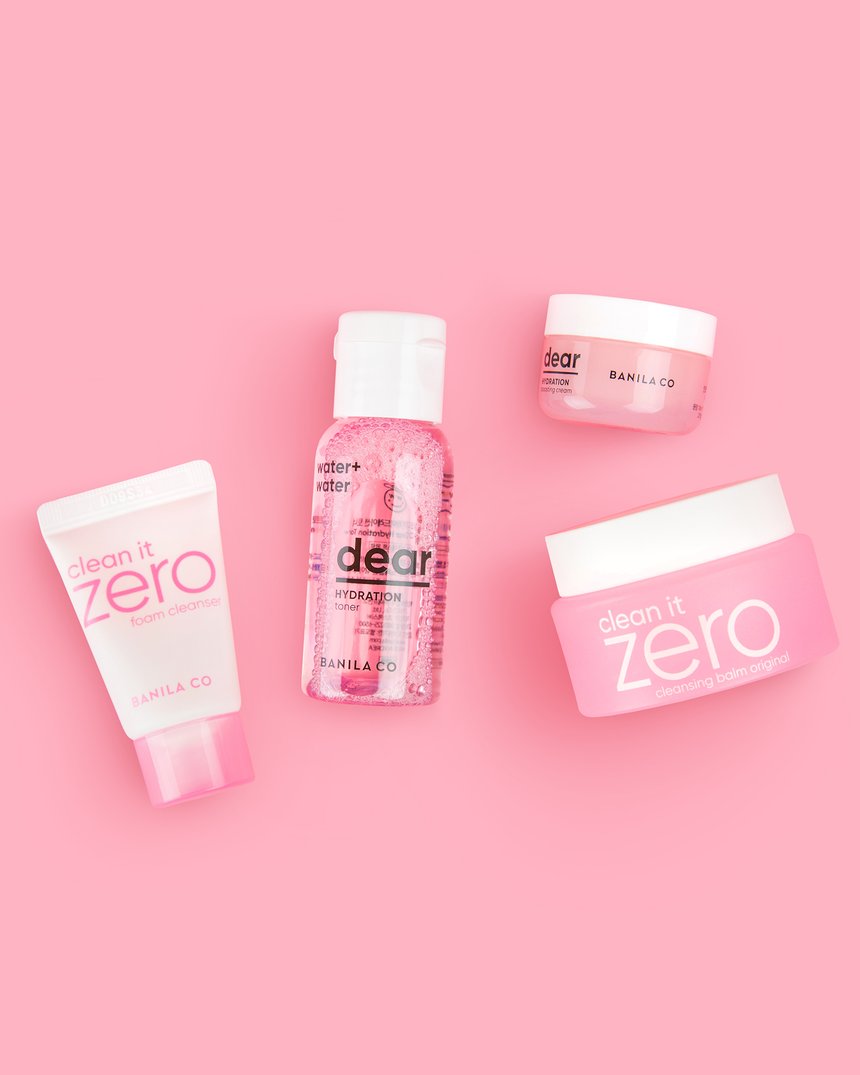 clean it
zero
foam cleanser
BANILA CO
water+
water
dear
HYDRATION
toner
BANILA CO
dear
HYDRATION
cream
BANILA CO
clean it
zero
cleansing balm original